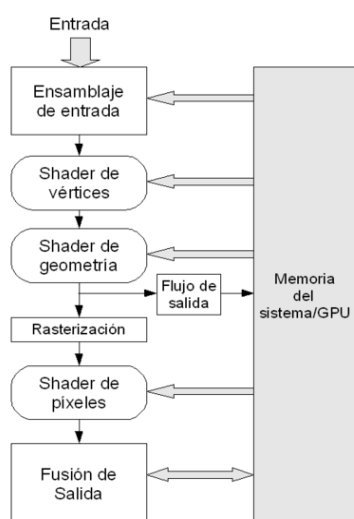 Entrada
Ensamblaje
de entrada
Shader de
vértices
Shader de
geometría
Flujo de
salida
Memoria
del
sistema/GPU
Rasterización
Shader de
pixeles
Fusión de
Salida